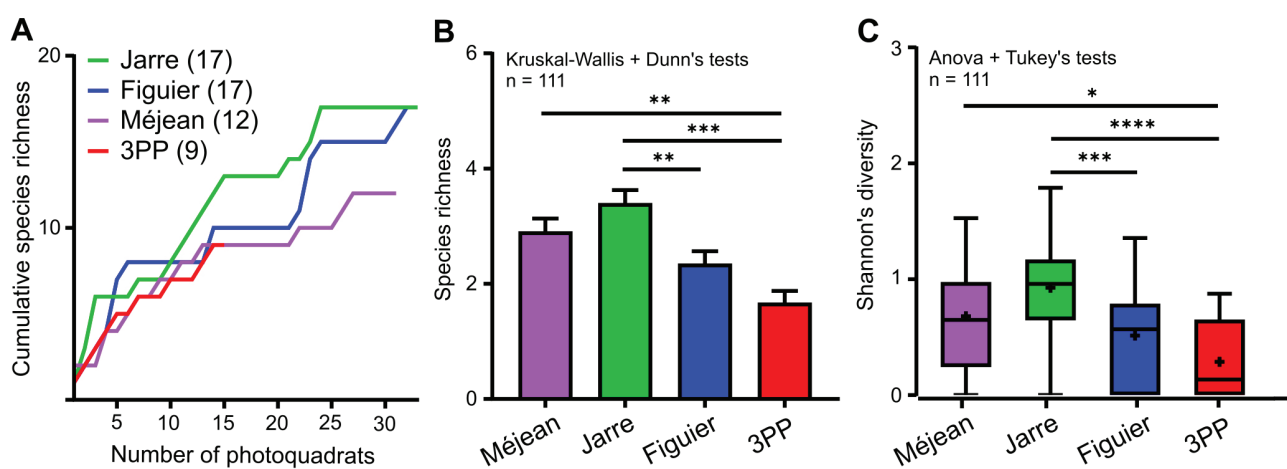 A
Cumulative species richness
20
10
Jarre (17)
Figuier (17)
Méjean (12)
3PP (9)
5 10 15 20 25 30
Number of photoquadrats
B
Species richness
6
4
2
0
Kruskal-Wallis + Dunn's tests
n = 111
**
***
**
Méjean Jarre Figuier 3PP
C
Shannon's diversity
3
2
1
0
Anova + Tukey's tests
n = 111
*
****
***
Méjean Jarre Figuier 3PP